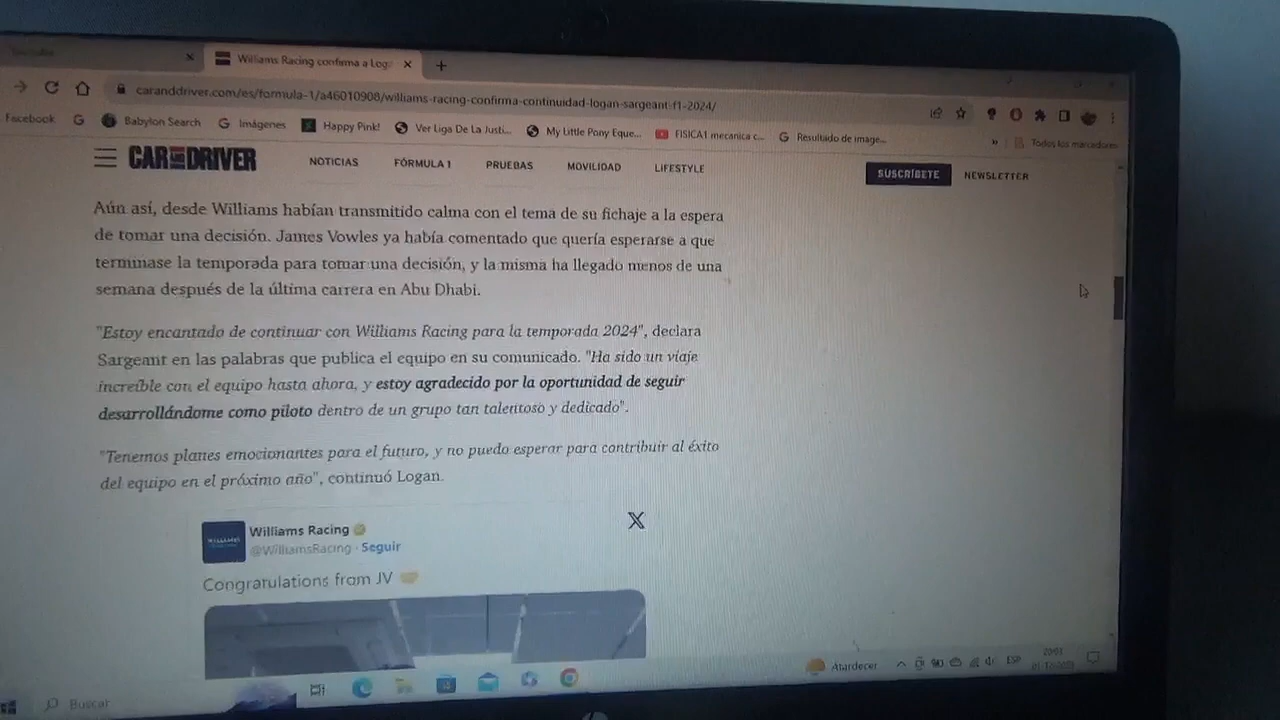 Williams Racing confirma a Log
caranddriver.com/es/formula-1/a46010908/williams-racing-confirma-continuidad-logan-sargeant-f1-2024/
Facebook
Babylon Search
Imágenes
Happy Pink!
Ver Liga De La Justi...
My Little Pony Eque...
FISICA1 mecanica c...
Resultado de image...
»
Todos los marcadores
CAR AND DRIVER
NOTICIAS
FÓRMULA 1
PRUEBAS
MOVILIDAD
LIFESTYLE
SUSCRÍBETE
NEWSLETTER
Aún así, desde Williams habían transmitido calma con el tema de su fichaje a la espera
de tomar una decisión. James Vowles ya había comentado que quería esperarse a que
terminase la temporada para tomar una decisión, y la misma ha llegado menos de una
semana después de la última carrera en Abu Dhabi.
"Estoy encantado de continuar con Williams Racing para la temporada 2024", declara
Sargeant en las palabras que publica el equipo en su comunicado. "Ha sido un viaje
increíble con el equipo hasta ahora, y estoy agradecido por la oportunidad de seguir
desarrollándome como piloto dentro de un grupo tan talentoso y dedicado".
"Tenemos planes emocionantes para el futuro, y no puedo esperar para contribuir al éxito
del equipo en el próximo año", continuó Logan.
Williams Racing
@WilliamsRacing · Seguir
Congratulations from JV
Buscar
Atardecer
ESP
20:03